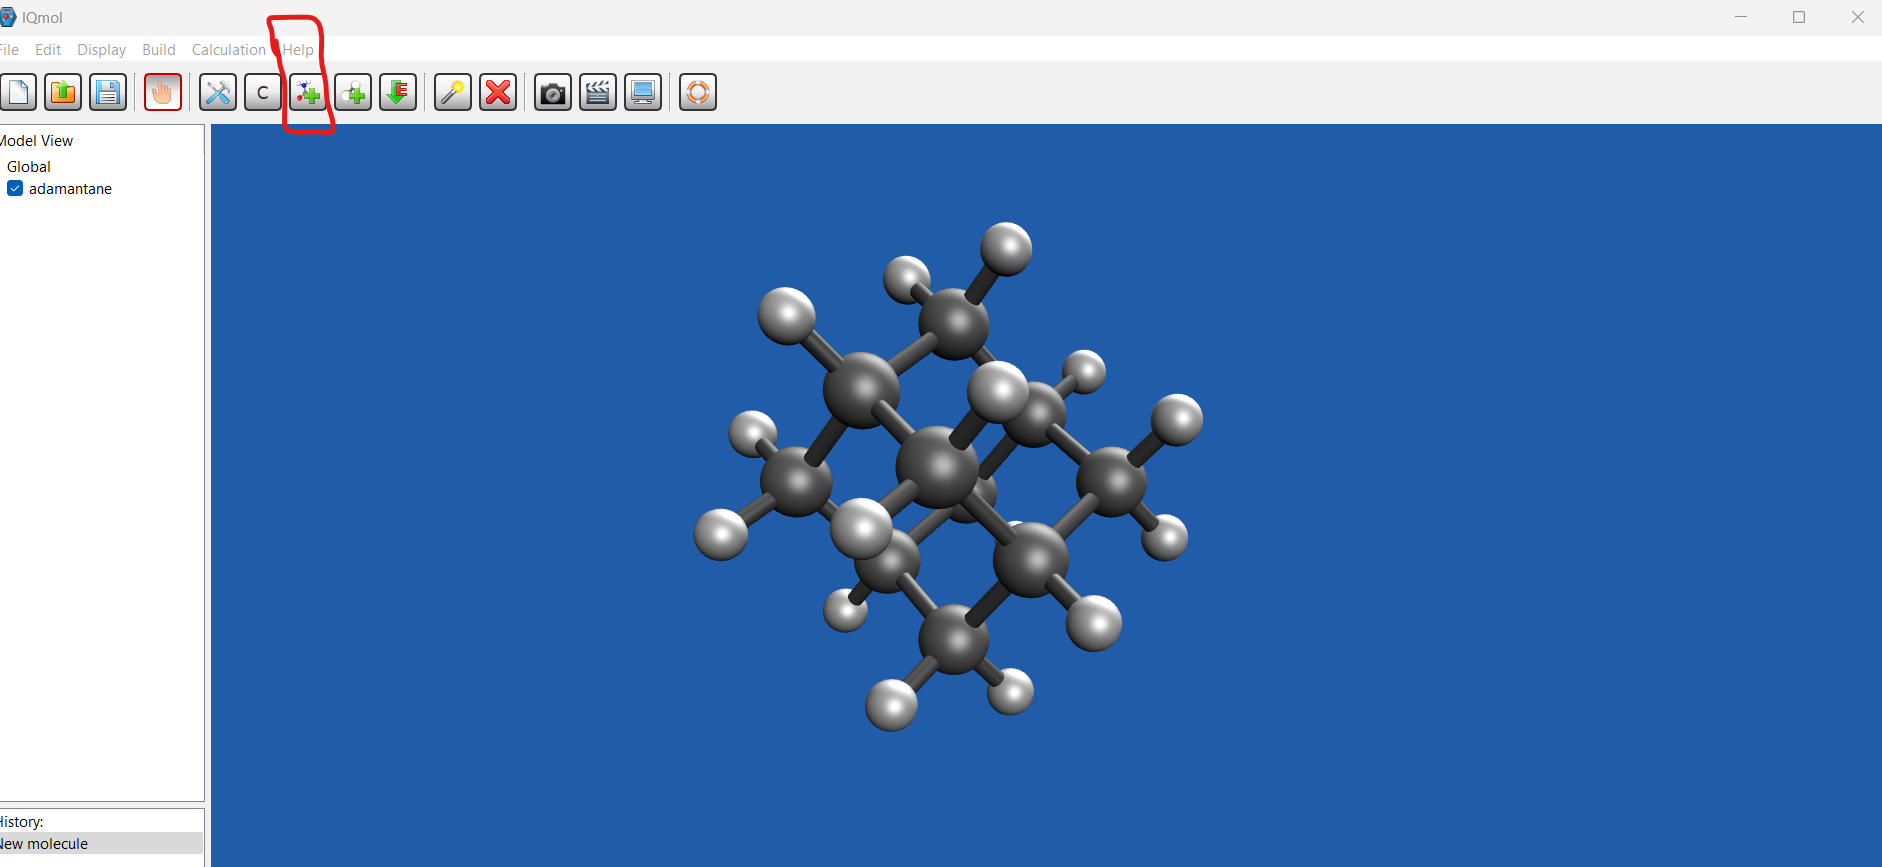 IQmol
File Edit Display Build Calculation Help
C
E
Model View
Global
adamantane
History:
New molecule